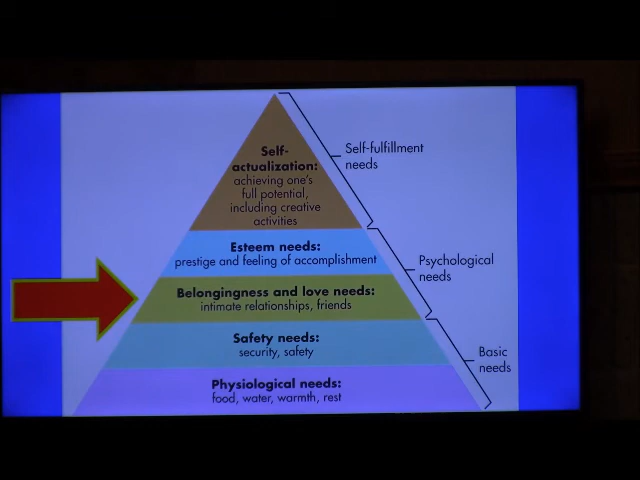 Self-
actualization:
achieving one's
full potential,
including creative
activities
Esteem needs:
prestige and feeling of accomplishment
Belongingness and love needs:
intimate relationships, friends
Safety needs:
security, safety
Physiological needs:
food, water, warmth, rest
Self-fulfillment
needs
Psychological
needs
Basic
needs